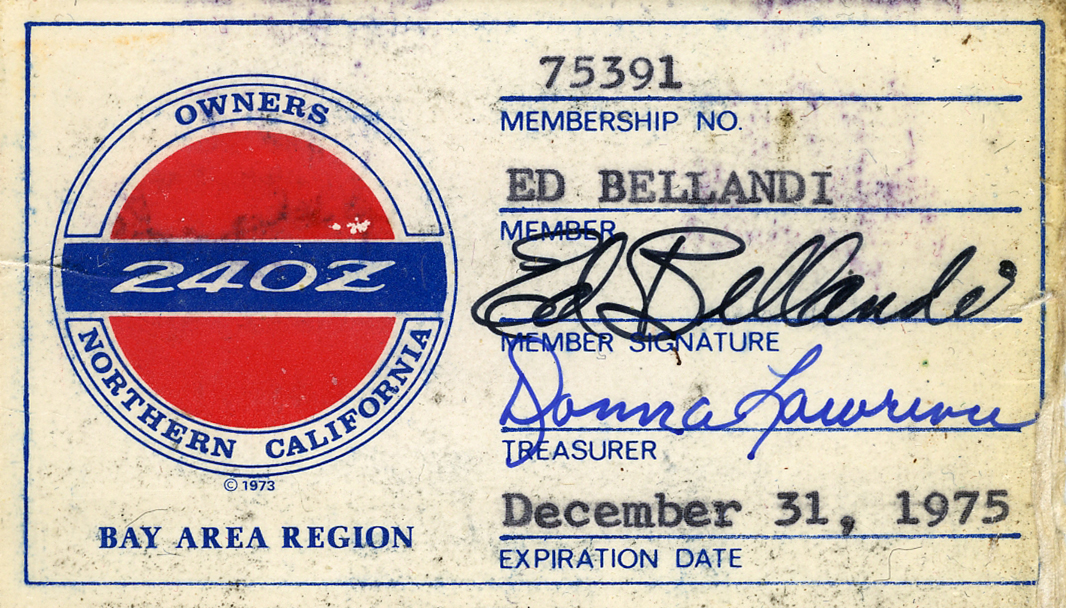 OWNERS
240Z
NORTHERN CALIFORNIA
© 1973
BAY AREA REGION
75391
MEMBERSHIP NO.
ED BELLANDI
MEMBER
Ed Bellandi
MEMBER SIGNATURE
Donna Lawrence
TREASURER
December 31, 1975
EXPIRATION DATE